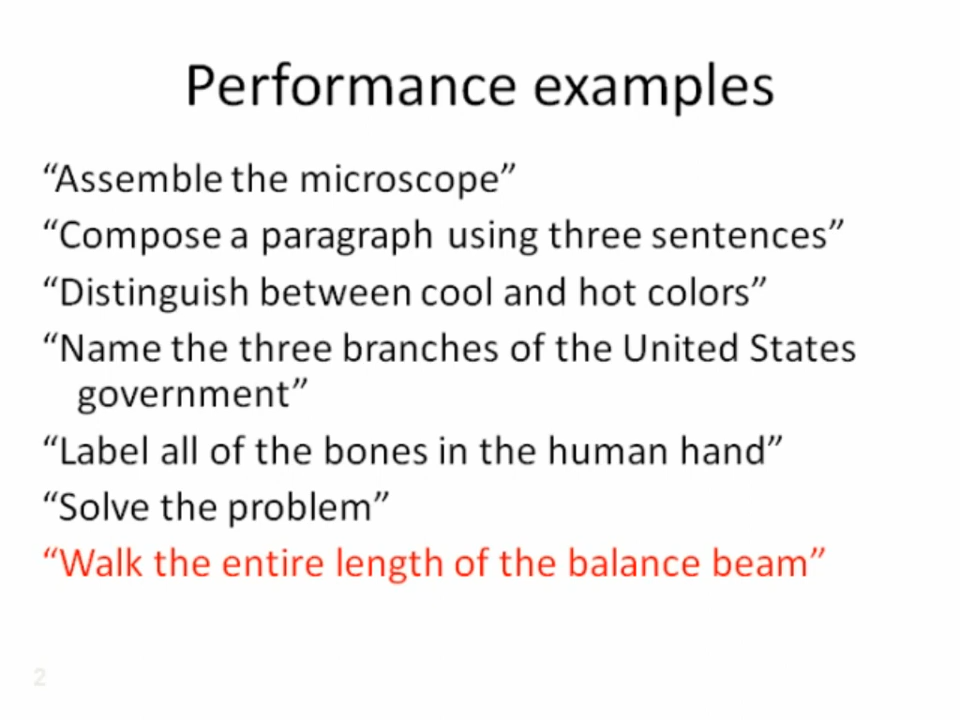 Performance examples
“Assemble the microscope”
“Compose a paragraph using three sentences”
“Distinguish between cool and hot colors”
“Name the three branches of the United States
government”
“Label all of the bones in the human hand”
“Solve the problem”
“Walk the entire length of the balance beam”
2